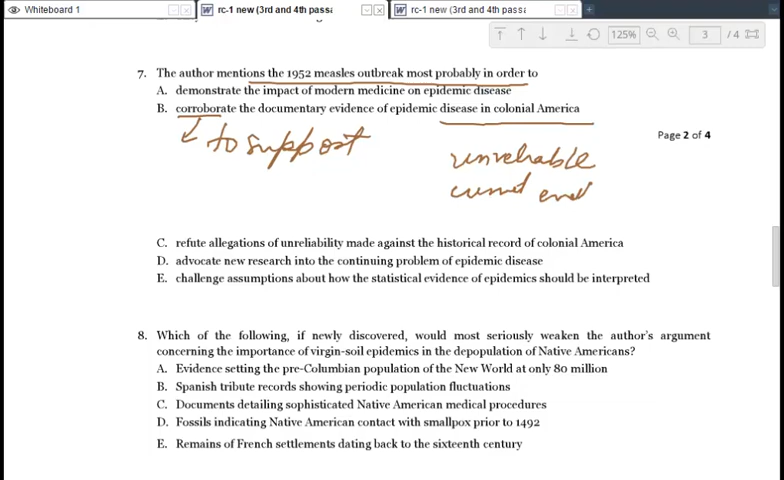 Whiteboard 1
rc-1 new (3rd and 4th passa
rc-1 new (3rd and 4th passa
125%
3 / 4
7. The author mentions the 1952 measles outbreak most probably in order to
A. demonstrate the impact of modern medicine on epidemic disease
B. corroborate the documentary evidence of epidemic disease in colonial America
to support
Page 2 of 4
unreliable
C. refute allegations of unreliability made against the historical record of colonial America
D. advocate new research into the continuing problem of epidemic disease
E. challenge assumptions about how the statistical evidence of epidemics should be interpreted
8. Which of the following, if newly discovered, would most seriously weaken the author's argument
concerning the importance of virgin-soil epidemics in the depopulation of Native Americans?
A. Evidence setting the pre-Columbian population of the New World at only 80 million
B. Spanish tribute records showing periodic population fluctuations
C. Documents detailing sophisticated Native American medical procedures
D. Fossils indicating Native American contact with smallpox prior to 1492
E. Remains of French settlements dating back to the sixteenth century